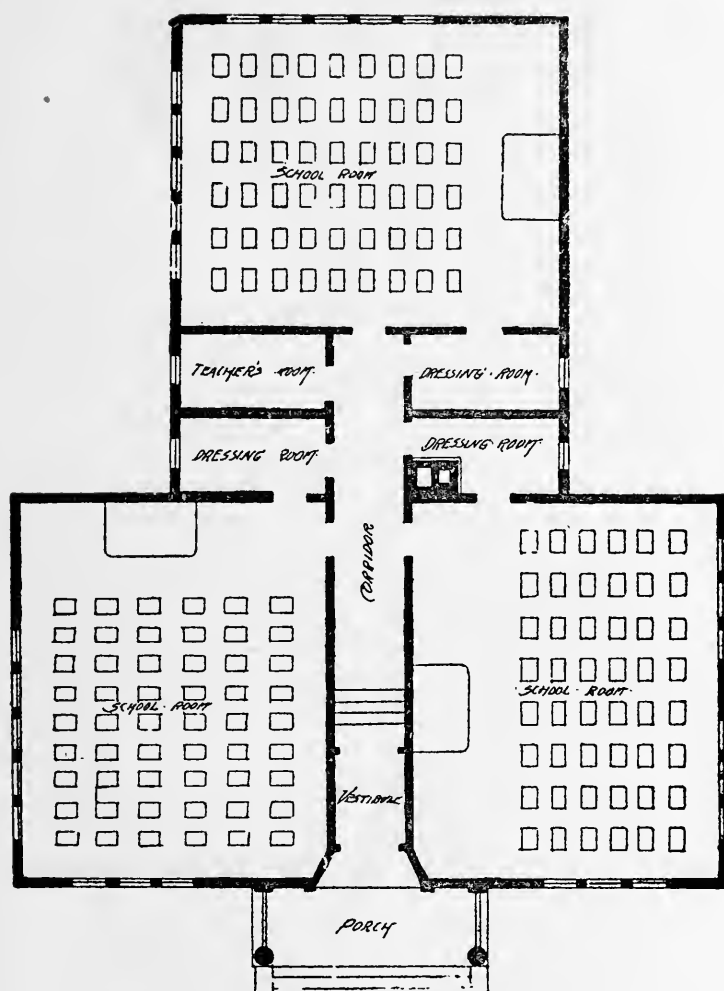 SCHOOL ROOM
TEACHER'S ROOM.
DRESSING ROOM.
DRESSING ROOM.
DRESSING ROOM.
CORRIDOR
SCHOOL ROOM
SCHOOL ROOM.
VESTIBULE
PORCH